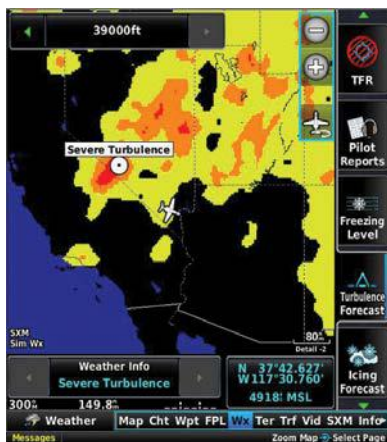 39000ft
TFR
Pilot
Reports
Severe Turbulence
Freezing
Level
Turbulence
Forecast
SXM
Sim Wx
80
Detail -2
Weather Info
Severe Turbulence
N 37°42.627'
W117°30.760'
4918! MSL
Icing
Forecast
300° 149.8
Weather Map Cht Wpt FPL Wx Ter Trf Vid SXM Info
Messages Zoom Map Select Page